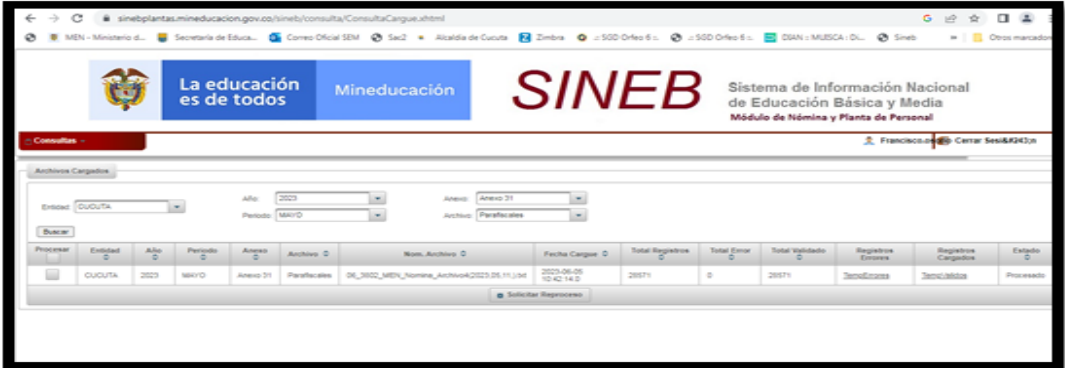 sinebplantas.mineducacion.gov.co/sineb/consulta/ConsultaCargue.xhtml
MEN - Ministerio d... Secretaria de Educa... Correo Oficial SEM Sac2 Alcaldia de Cucuta Zimbra .:: SGD Orfeo 6 ::. .:: SGD Orfeo 6 ::. DIAN :: MUISCA : Di... Sineb Otros marcadore
La educación
es de todos
Mineducación
SINEB
Sistema de Información Nacional
de Educación Básica y Media
Módulo de Nómina y Planta de Personal
Consultas
Cerrar Sesi&#243;n
Archivos Cargados
Año: 2023 Anexo: Anexo 31
Entidad: CUCUTA
Periodo: MAYO Archivo: Parafiscales
Buscar
Procesar Entidad Año Periodo Anexo Archivo Nom. Archivo Fecha Cargue Total Registros Total Error Total Validado Registros Errores Registros Cargados Estado
CUCUTA 2023 MAYO Anexo 31 Parafiscales 2023-06-05 10:42:14.0 28571 0 28571 TempErrores TempValidos Procesado
Solicitar Reproceso